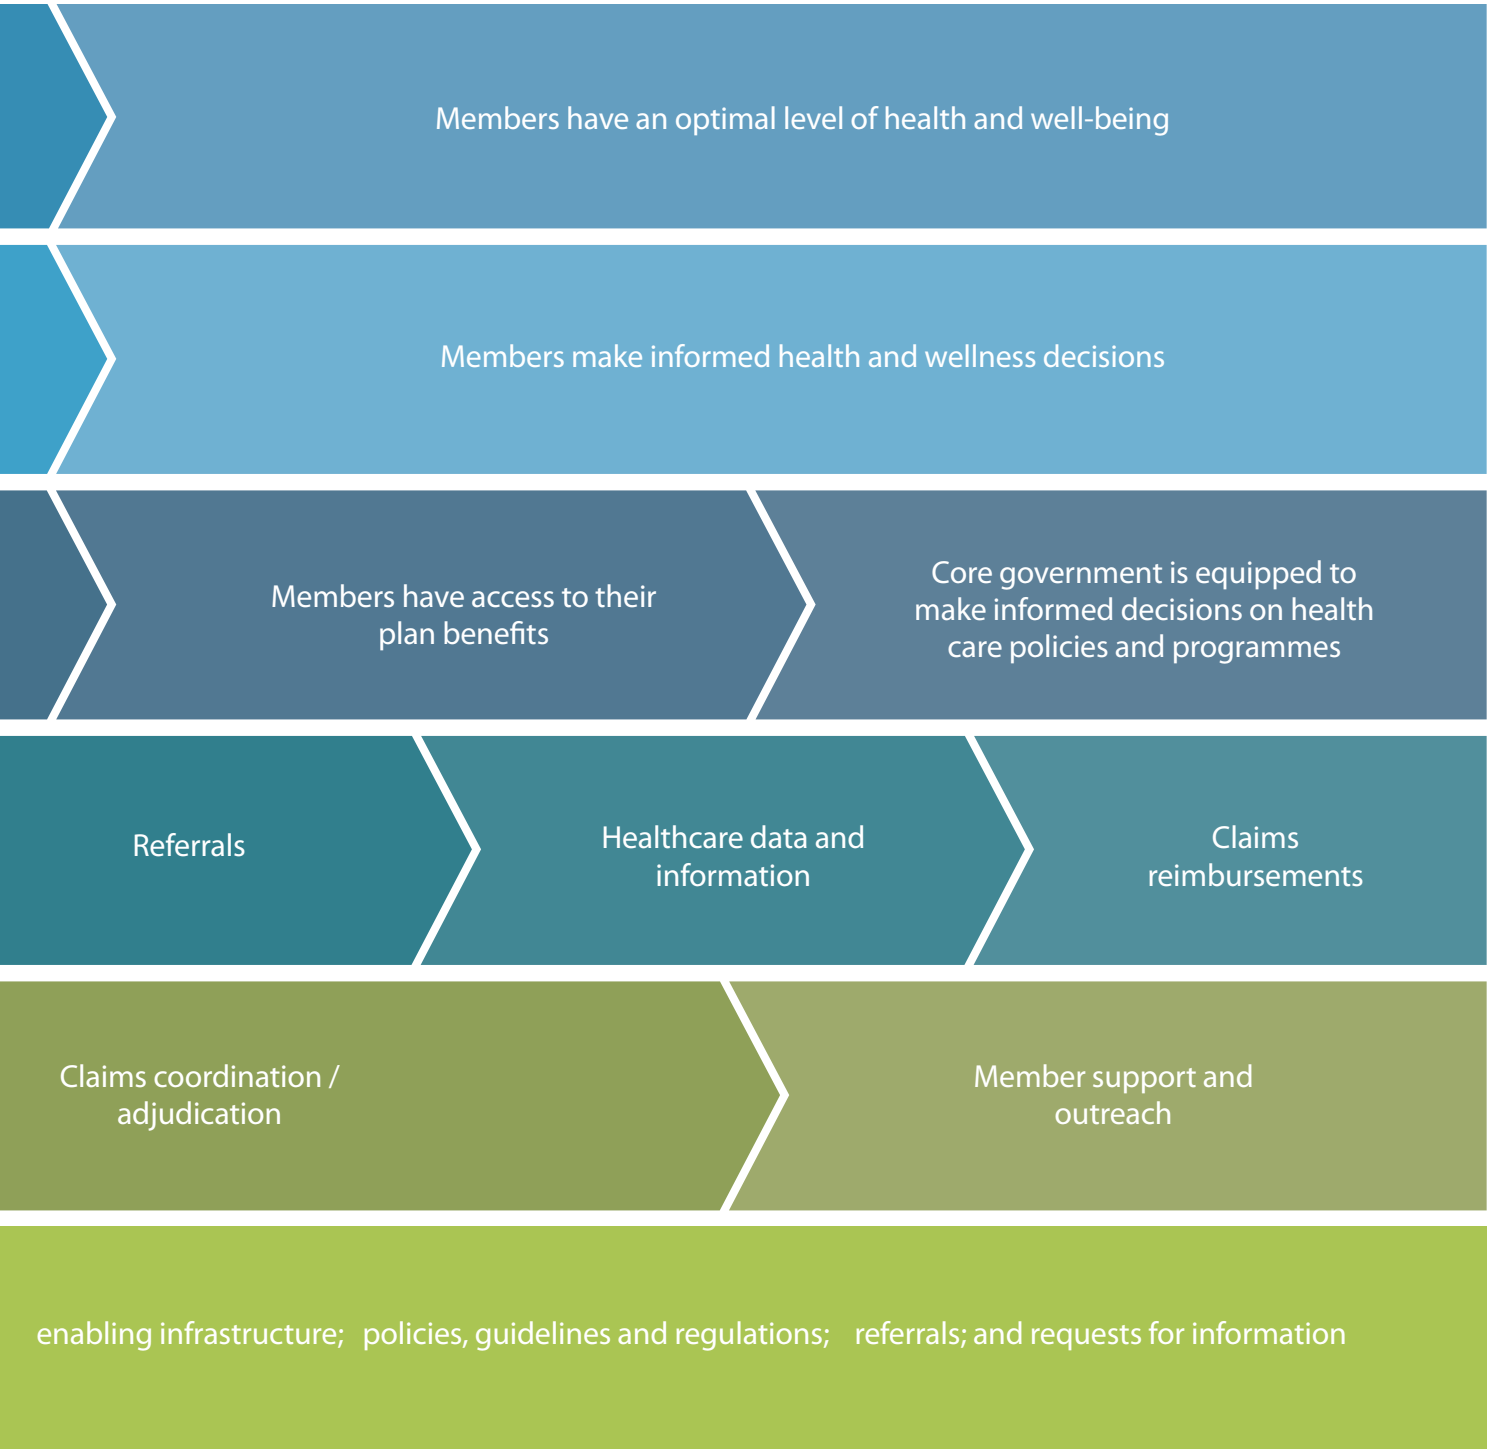 Members have an optimal level of health and well-being
Members make informed health and wellness decisions
Members have access to their
plan benefits
Core government is equipped to
make informed decisions on health
care policies and programmes
Referrals
Healthcare data and
information
Claims
reimbursements
Claims coordination /
adjudication
Member support and
outreach
enabling infrastructure; policies, guidelines and regulations; referrals; and requests for information